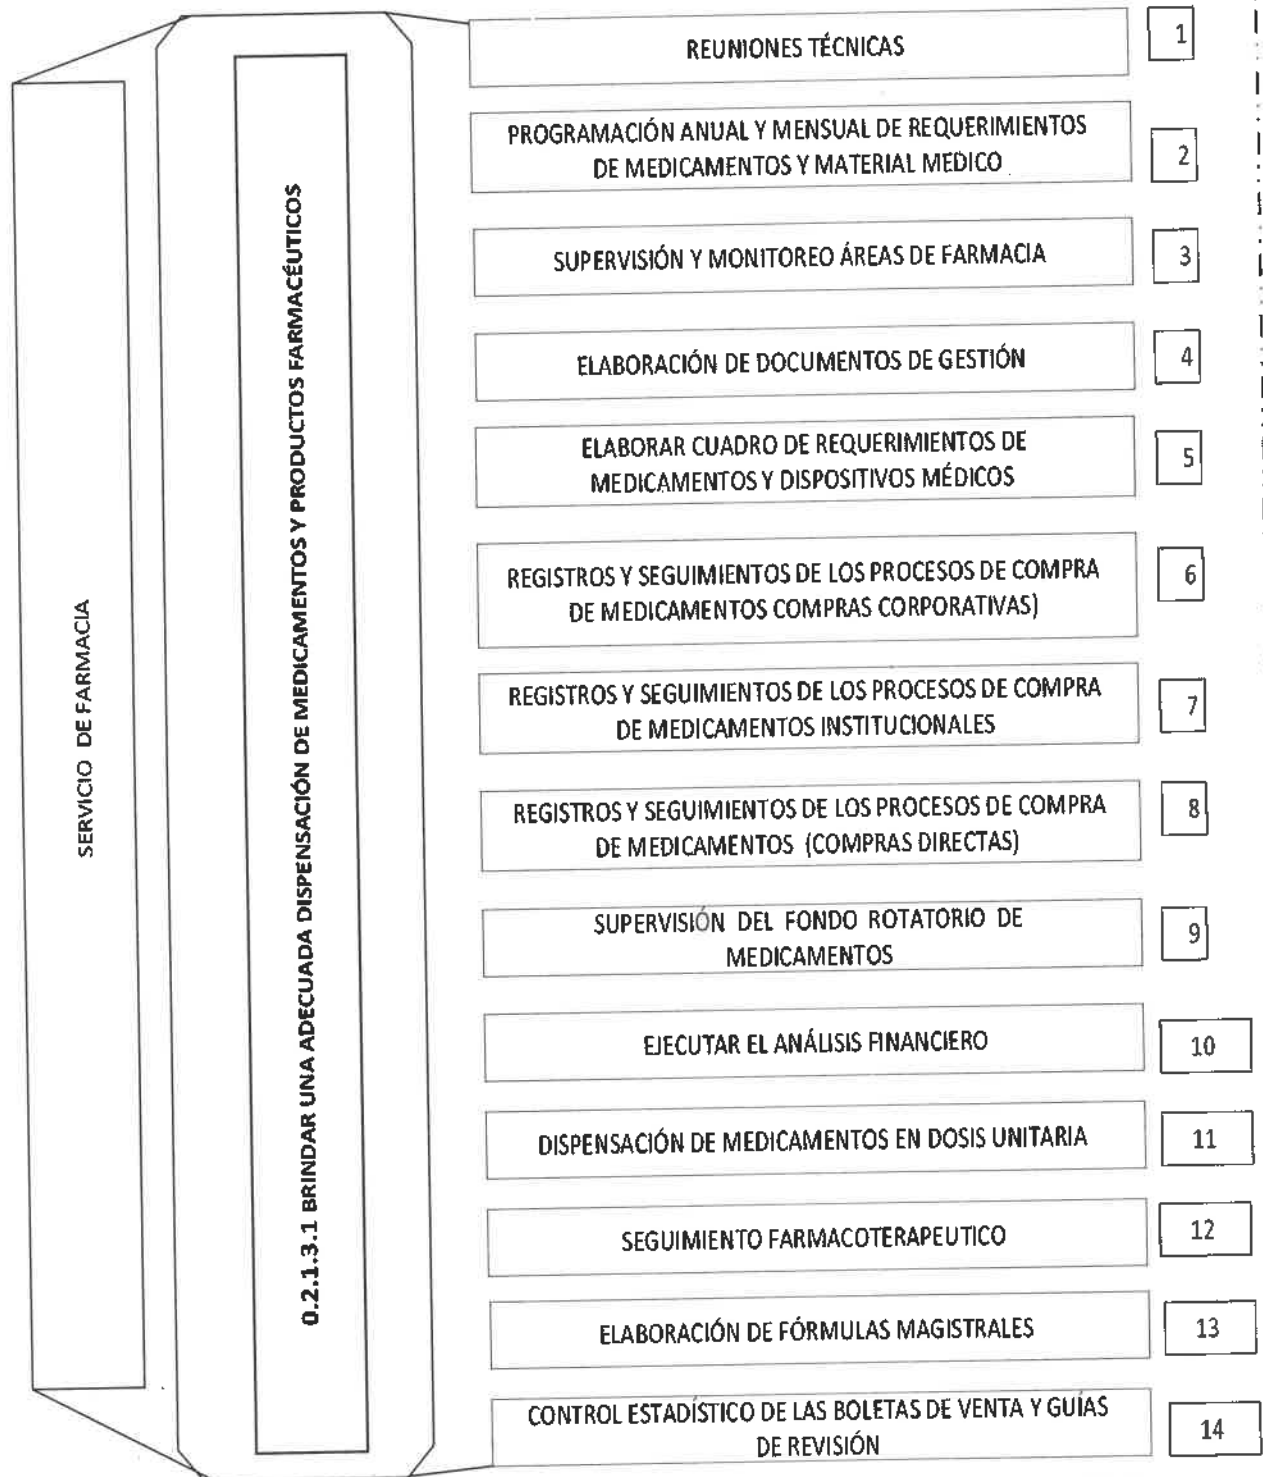 SERVICIO DE FARMACIA
0.2.1.3.1 BRINDAR UNA ADECUADA DISPENSACIÓN DE MEDICAMENTOS Y PRODUCTOS FARMACÉUTICOS
REUNIONES TÉCNICAS
1
PROGRAMACIÓN ANUAL Y MENSUAL DE REQUERIMIENTOS
DE MEDICAMENTOS Y MATERIAL MEDICO
2
SUPERVISIÓN Y MONITOREO ÁREAS DE FARMACIA
3
ELABORACIÓN DE DOCUMENTOS DE GESTIÓN
4
ELABORAR CUADRO DE REQUERIMIENTOS DE
MEDICAMENTOS Y DISPOSITIVOS MÉDICOS
5
REGISTROS Y SEGUIMIENTOS DE LOS PROCESOS DE COMPRA
DE MEDICAMENTOS COMPRAS CORPORATIVAS)
6
REGISTROS Y SEGUIMIENTOS DE LOS PROCESOS DE COMPRA
DE MEDICAMENTOS INSTITUCIONALES
7
REGISTROS Y SEGUIMIENTOS DE LOS PROCESOS DE COMPRA
DE MEDICAMENTOS (COMPRAS DIRECTAS)
8
SUPERVISIÓN DEL FONDO ROTATORIO DE
MEDICAMENTOS
9
EJECUTAR EL ANÁLISIS FINANCIERO
10
DISPENSACIÓN DE MEDICAMENTOS EN DOSIS UNITARIA
11
SEGUIMIENTO FARMACOTERAPEUTICO
12
ELABORACIÓN DE FÓRMULAS MAGISTRALES
13
CONTROL ESTADÍSTICO DE LAS BOLETAS DE VENTA Y GUÍAS
DE REVISIÓN
14